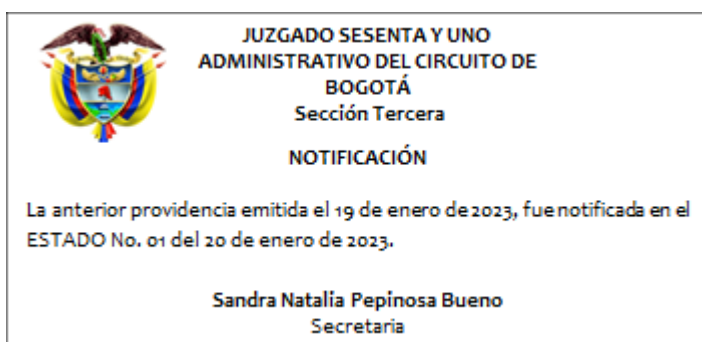 JUZGADO SESENTA Y UNO
ADMINISTRATIVO DEL CIRCUITO DE
BOGOTÁ
Sección Tercera
NOTIFICACIÓN
La anterior providencia emitida el 19 de enero de 2023, fue notificada en el
ESTADO No. 01 del 20 de enero de 2023.
Sandra Natalia Pepinosa Bueno
Secretaria